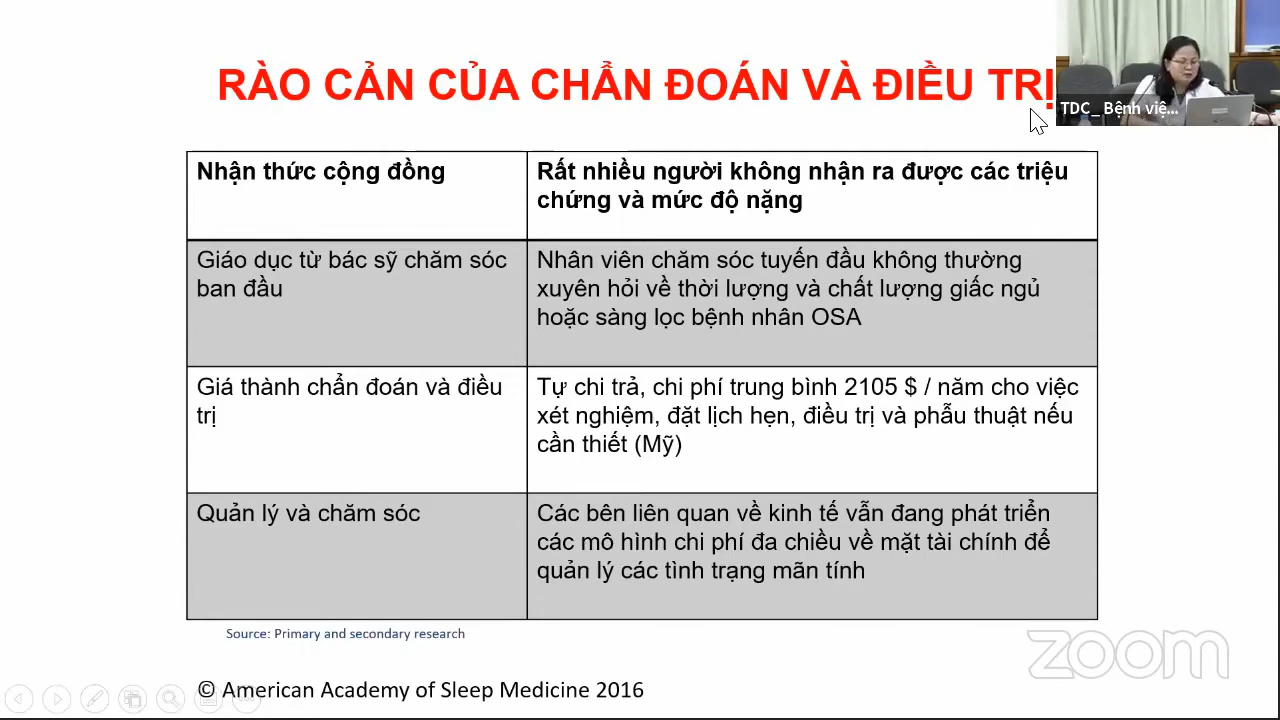 RÀO CẢN CỦA CHẨN ĐOÁN VÀ ĐIỀU TRỊ
TDC_ Bệnh việ...
Nhận thức cộng đồng
Rất nhiều người không nhận ra được các triệu
chứng và mức độ nặng
Giáo dục từ bác sỹ chăm sóc
ban đầu
Nhân viên chăm sóc tuyến đầu không thường
xuyên hỏi về thời lượng và chất lượng giấc ngủ
hoặc sàng lọc bệnh nhân OSA
Giá thành chẩn đoán và điều
trị
Tự chi trả, chi phí trung bình 2105 $ / năm cho việc
xét nghiệm, đặt lịch hẹn, điều trị và phẫu thuật nếu
cần thiết (Mỹ)
Quản lý và chăm sóc
Các bên liên quan về kinh tế vẫn đang phát triển
các mô hình chi phí đa chiều về mặt tài chính để
quản lý các tình trạng mãn tính
Source: Primary and secondary research
zoom
© American Academy of Sleep Medicine 2016